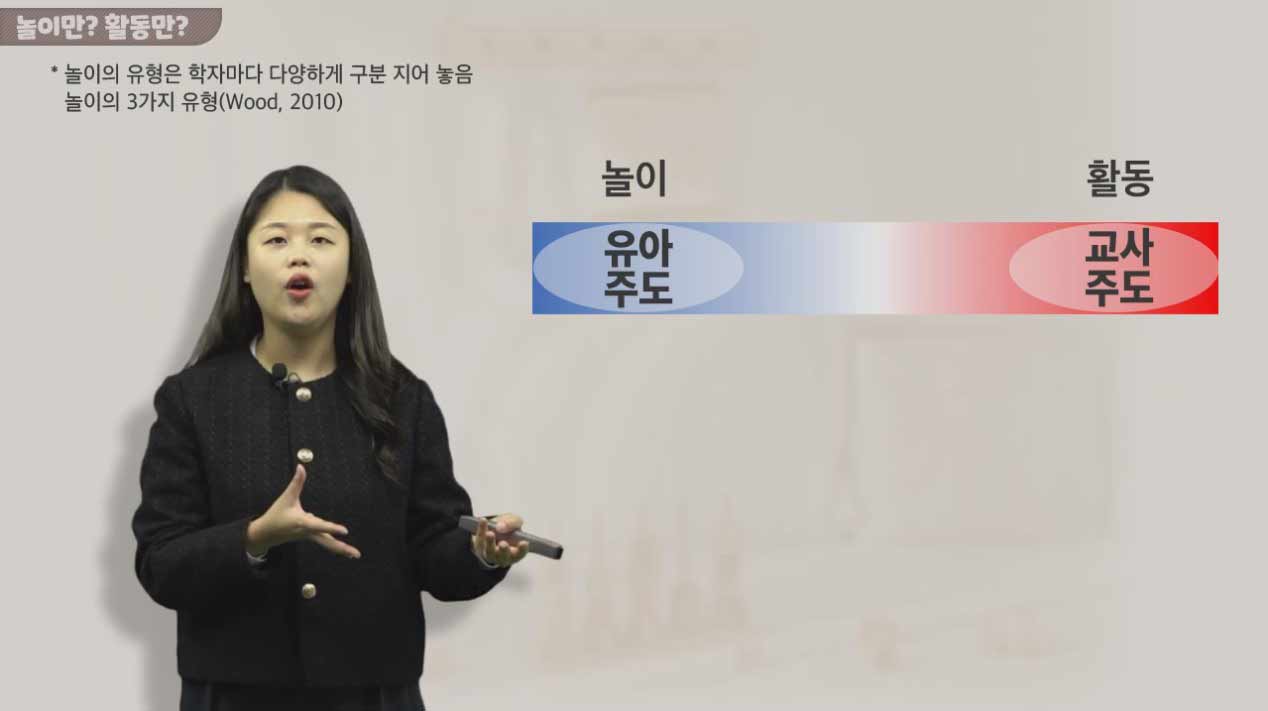 놀이만? 활동만?
* 놀이의 유형은 학자마다 다양하게 구분 지어 놓음
놀이의 3가지 유형(Wood, 2010)
놀이
활동
유아
주도
교사
주도